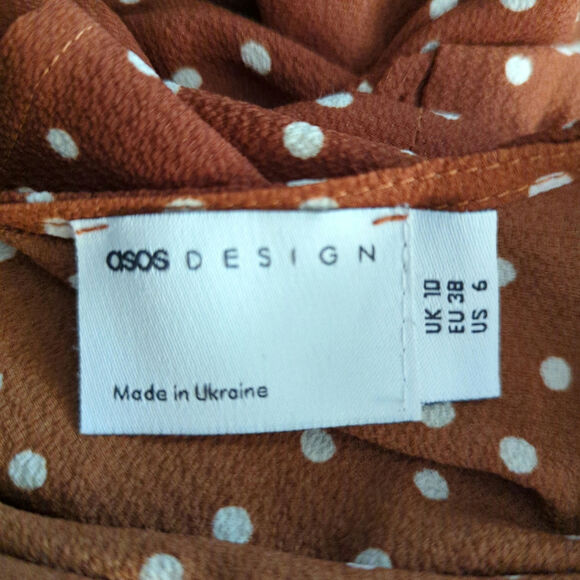 asos DESIGN
Made in Ukraine
UK 10
EU 38
US 6